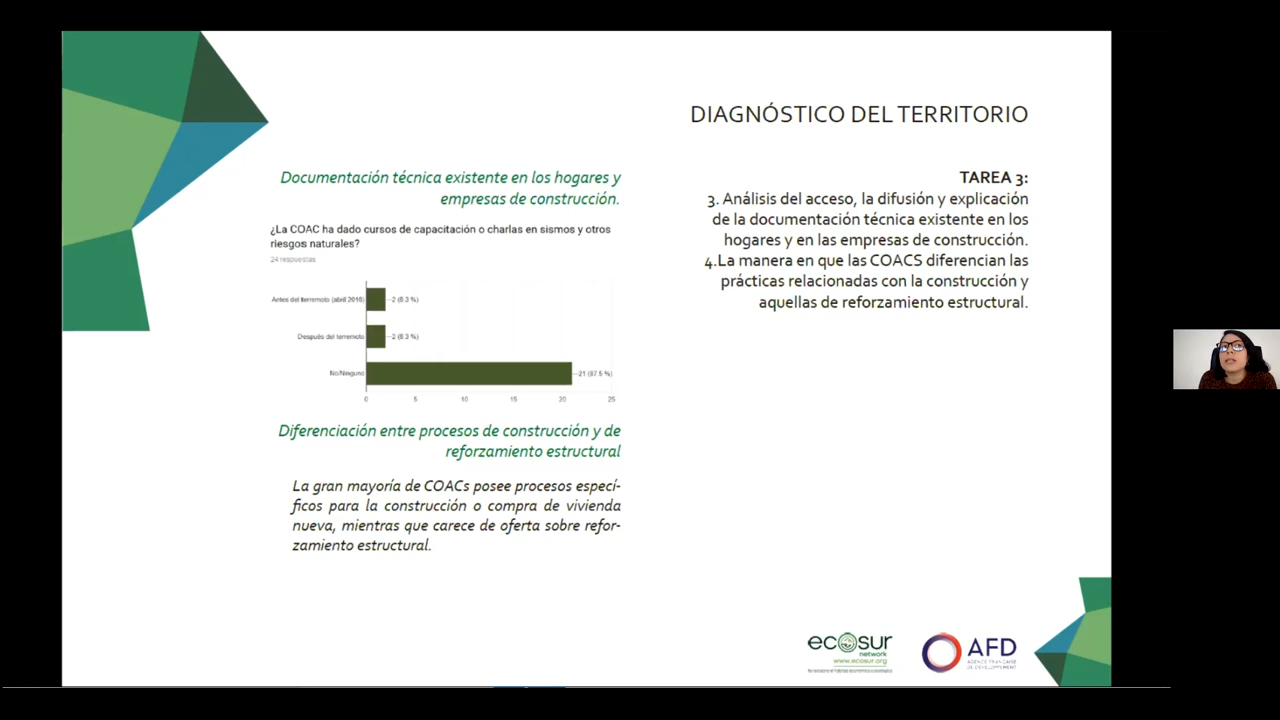 DIAGNÓSTICO DEL TERRITORIO
Documentación técnica existente en los hogares y
empresas de construcción.
¿La COAC ha dado cursos de capacitación o charlas en sismos y otros
riesgos naturales?
24 respuestas
Antes del terremoto (abril 2016)
2 (8.3 %)
Después del terremoto
2 (8.3 %)
No/Ninguno
21 (87.5 %)
0 5 10 15 20 25
Diferenciación entre procesos de construcción y de
reforzamiento estructural
La gran mayoría de COACs posee procesos especí-
ficos para la construcción o compra de vivienda
nueva, mientras que carece de oferta sobre refor-
zamiento estructural.
TAREA 3:
3. Análisis del acceso, la difusión y explicación
de la documentación técnica existente en los
hogares y en las empresas de construcción.
4.La manera en que las COACS diferencian las
prácticas relacionadas con la construcción y
aquellas de reforzamiento estructural.
ecosur
network
www.ecosur.org
AFD
AGENCE FRANÇAISE
DE DÉVELOPPEMENT